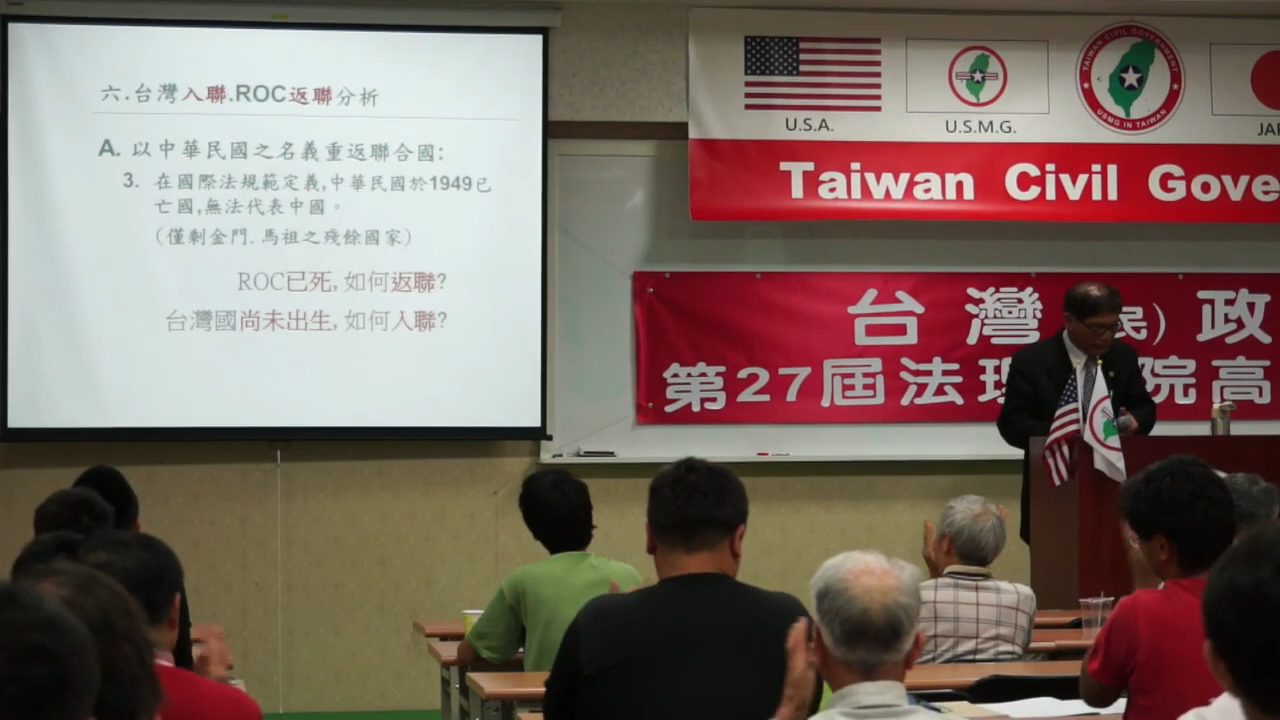 六.台灣入聯.ROC返聯分析
A. 以中華民國之名義重返聯合國:
3. 在國際法規範定義,中華民國於1949已
亡國,無法代表中國。
(僅剩金門.馬祖之殘餘國家)
ROC已死, 如何返聯?
台灣國尚未出生, 如何入聯?
TAIWAN CIVIL GOVERNMENT
USMG IN TAIWAN
U.S.A.
U.S.M.G.
JA
Taiwan Civil Gove
台灣 民) 政
第27屆法理 院高